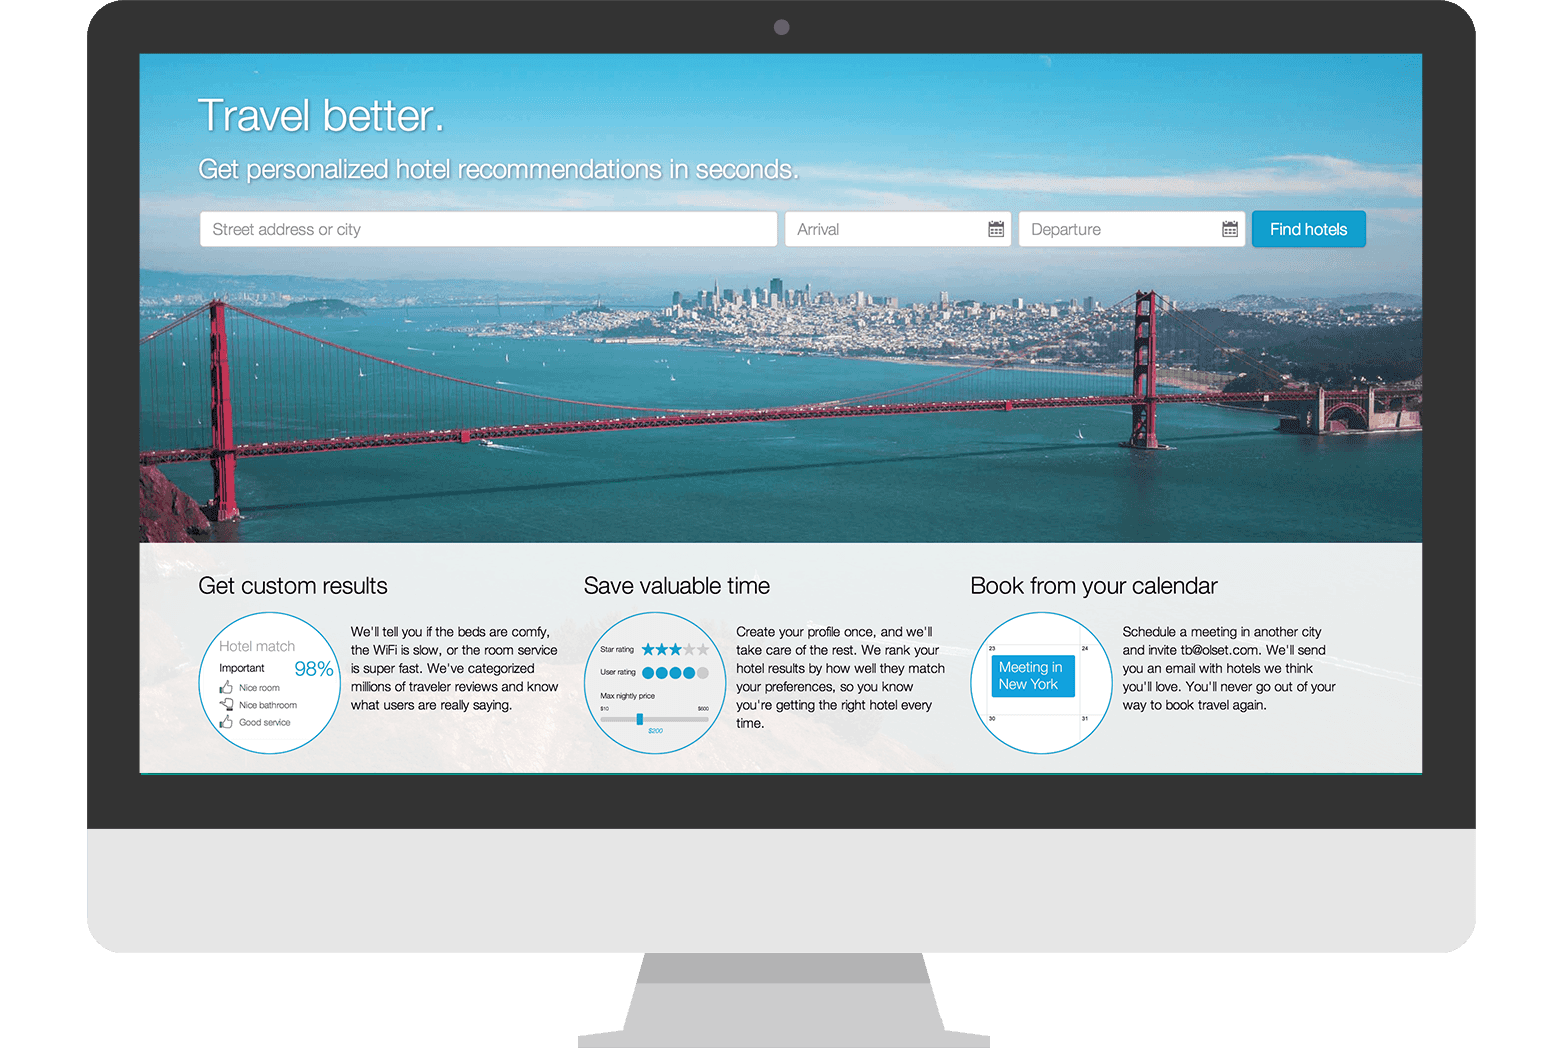 Travel better.
Get personalized hotel recommendations in seconds.
Street address or city
Arrival
Departure
Find hotels
Get custom results
Hotel match
Important
98%
Nice room
Nice bathroom
Good service
We'll tell you if the beds are comfy,
the WiFi is slow, or the room service
is super fast. We've categorized
millions of traveler reviews and know
what users are really saying.
Save valuable time
Star rating
User rating
Max nightly price
$10
$600
$200
Create your profile once, and we'll
take care of the rest. We rank your
hotel results by how well they match
your preferences, so you know
you're getting the right hotel every
time.
Book from your calendar
23
24
Meeting in
New York
30
31
Schedule a meeting in another city
and invite tb@olset.com. We'll send
you an email with hotels we think
you'll love. You'll never go out of your
way to book travel again.